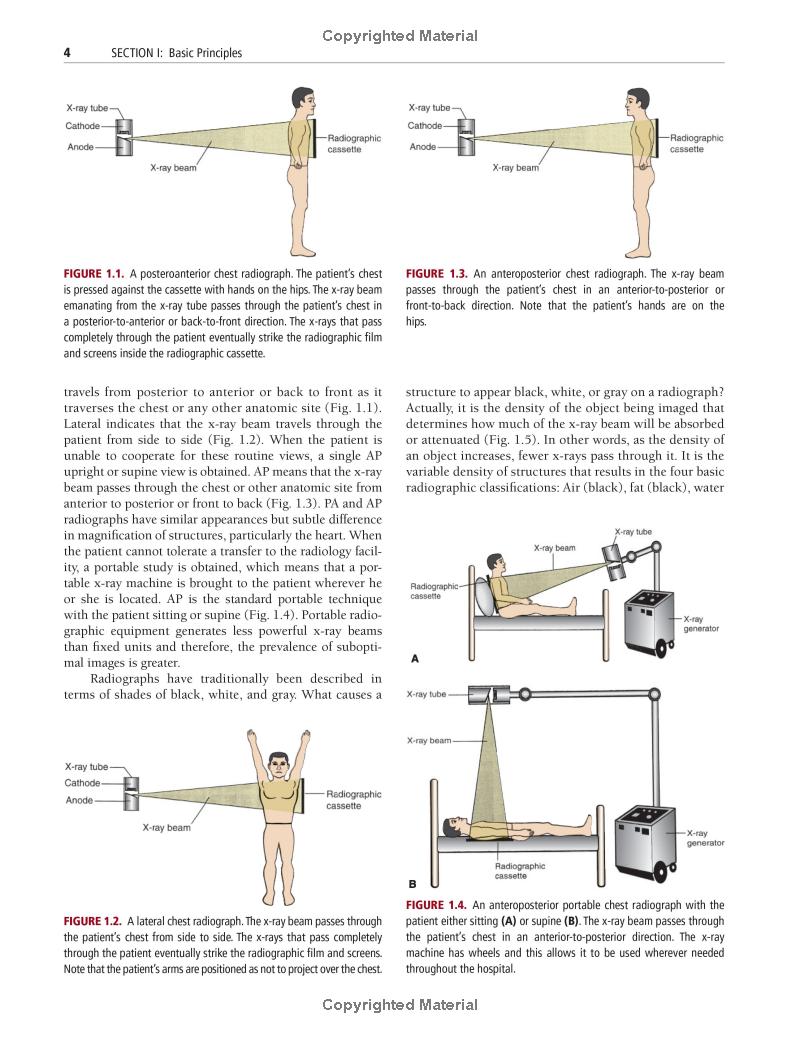 Copyrighted Material
4 SECTION I: Basic Principles
X-ray tube
Cathode
Anode
X-ray beam
Radiographic
cassette
FIGURE 1.1. A posteroanterior chest radiograph. The patient's chest
is pressed against the cassette with hands on the hips. The x-ray beam
emanating from the x-ray tube passes through the patient's chest in
a posterior-to-anterior or back-to-front direction. The x-rays that pass
completely through the patient eventually strike the radiographic film
and screens inside the radiographic cassette.
X-ray tube
Cathode
Anode
X-ray beam
Radiographic
cassette
FIGURE 1.3. An anteroposterior chest radiograph. The x-ray beam
passes through the patient's chest in an anterior-to-posterior or
front-to-back direction. Note that the patient's hands are on the
hips.
travels from posterior to anterior or back to front as it
traverses the chest or any other anatomic site (Fig. 1.1).
Lateral indicates that the x-ray beam travels through the
patient from side to side (Fig. 1.2). When the patient is
unable to cooperate for these routine views, a single AP
upright or supine view is obtained. AP means that the x-ray
beam passes through the chest or other anatomic site from
anterior to posterior or front to back (Fig. 1.3). PA and AP
radiographs have similar appearances but subtle difference
in magnification of structures, particularly the heart. When
the patient cannot tolerate a transfer to the radiology facil-
ity, a portable study is obtained, which means that a por-
table x-ray machine is brought to the patient wherever he
or she is located. AP is the standard portable technique
with the patient sitting or supine (Fig. 1.4). Portable radio-
graphic equipment generates less powerful x-ray beams
than fixed units and therefore, the prevalence of subopti-
mal images is greater.
Radiographs have traditionally been described in
terms of shades of black, white, and gray. What causes a
X-ray tube
Cathode
Anode
X-ray beam
Radiographic
cassette
FIGURE 1.2. A lateral chest radiograph. The x-ray beam passes through
the patient's chest from side to side. The x-rays that pass completely
through the patient eventually strike the radiographic film and screens.
Note that the patient's arms are positioned as not to project over the chest.
structure to appear black, white, or gray on a radiograph?
Actually, it is the density of the object being imaged that
determines how much of the x-ray beam will be absorbed
or attenuated (Fig. 1.5). In other words, as the density of
an object increases, fewer x-rays pass through it. It is the
variable density of structures that results in the four basic
radiographic classifications: Air (black), fat (black), water
X-ray tube
X-ray beam
Radiographic
cassette
X-ray
generator
A
X-ray tube
X-ray beam
X-ray
generator
Radiographic
cassette
B
FIGURE 1.4. An anteroposterior portable chest radiograph with the
patient either sitting (A) or supine (B). The x-ray beam passes through
the patient's chest in an anterior-to-posterior direction. The x-ray
machine has wheels and this allows it to be used wherever needed
throughout the hospital.
Copyrighted Material